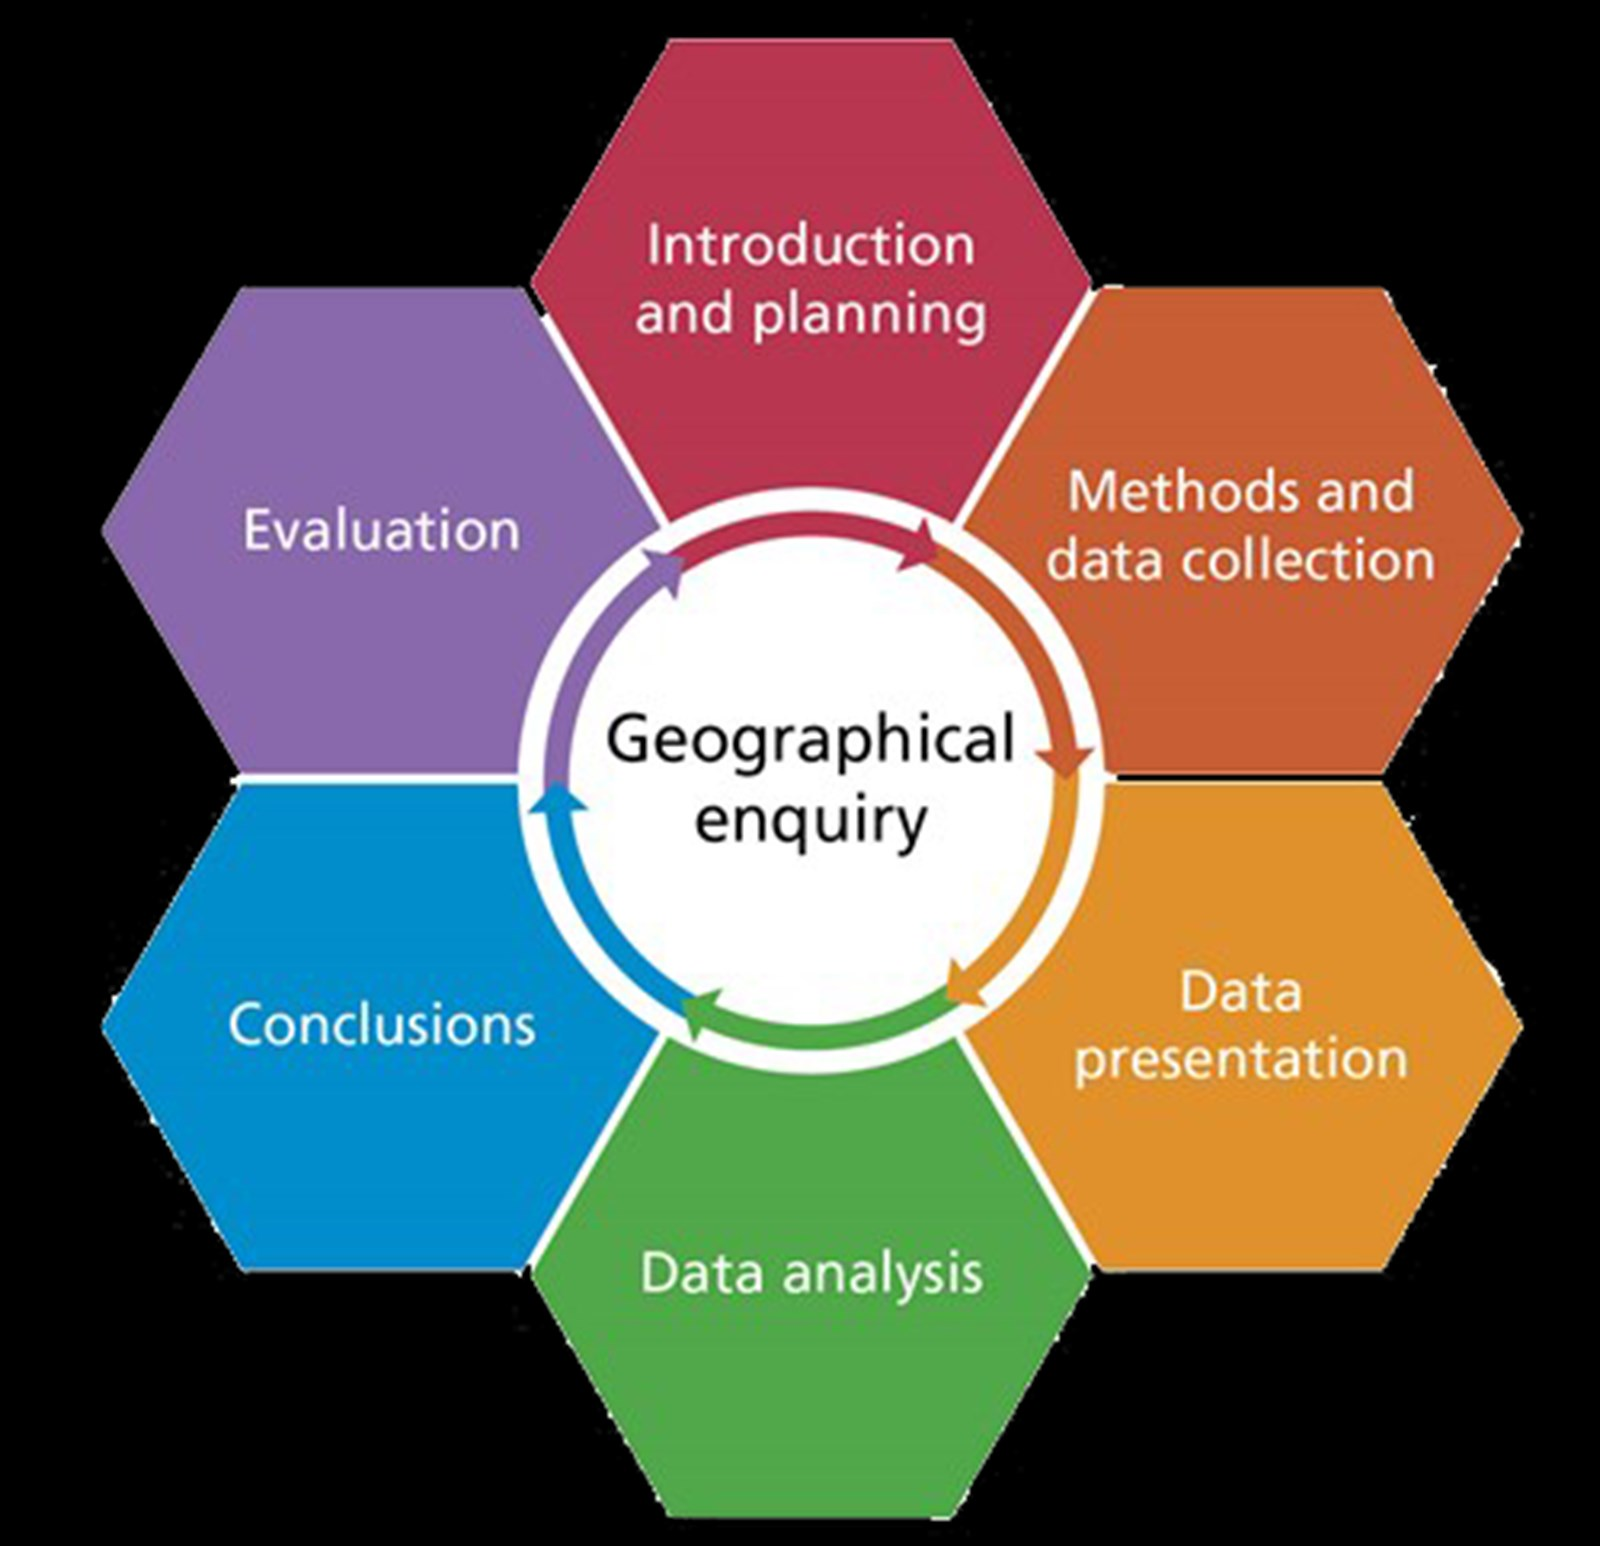 Introduction
and planning
Methods and
data collection
Data
presentation
Data analysis
Conclusions
Evaluation
Geographical
enquiry